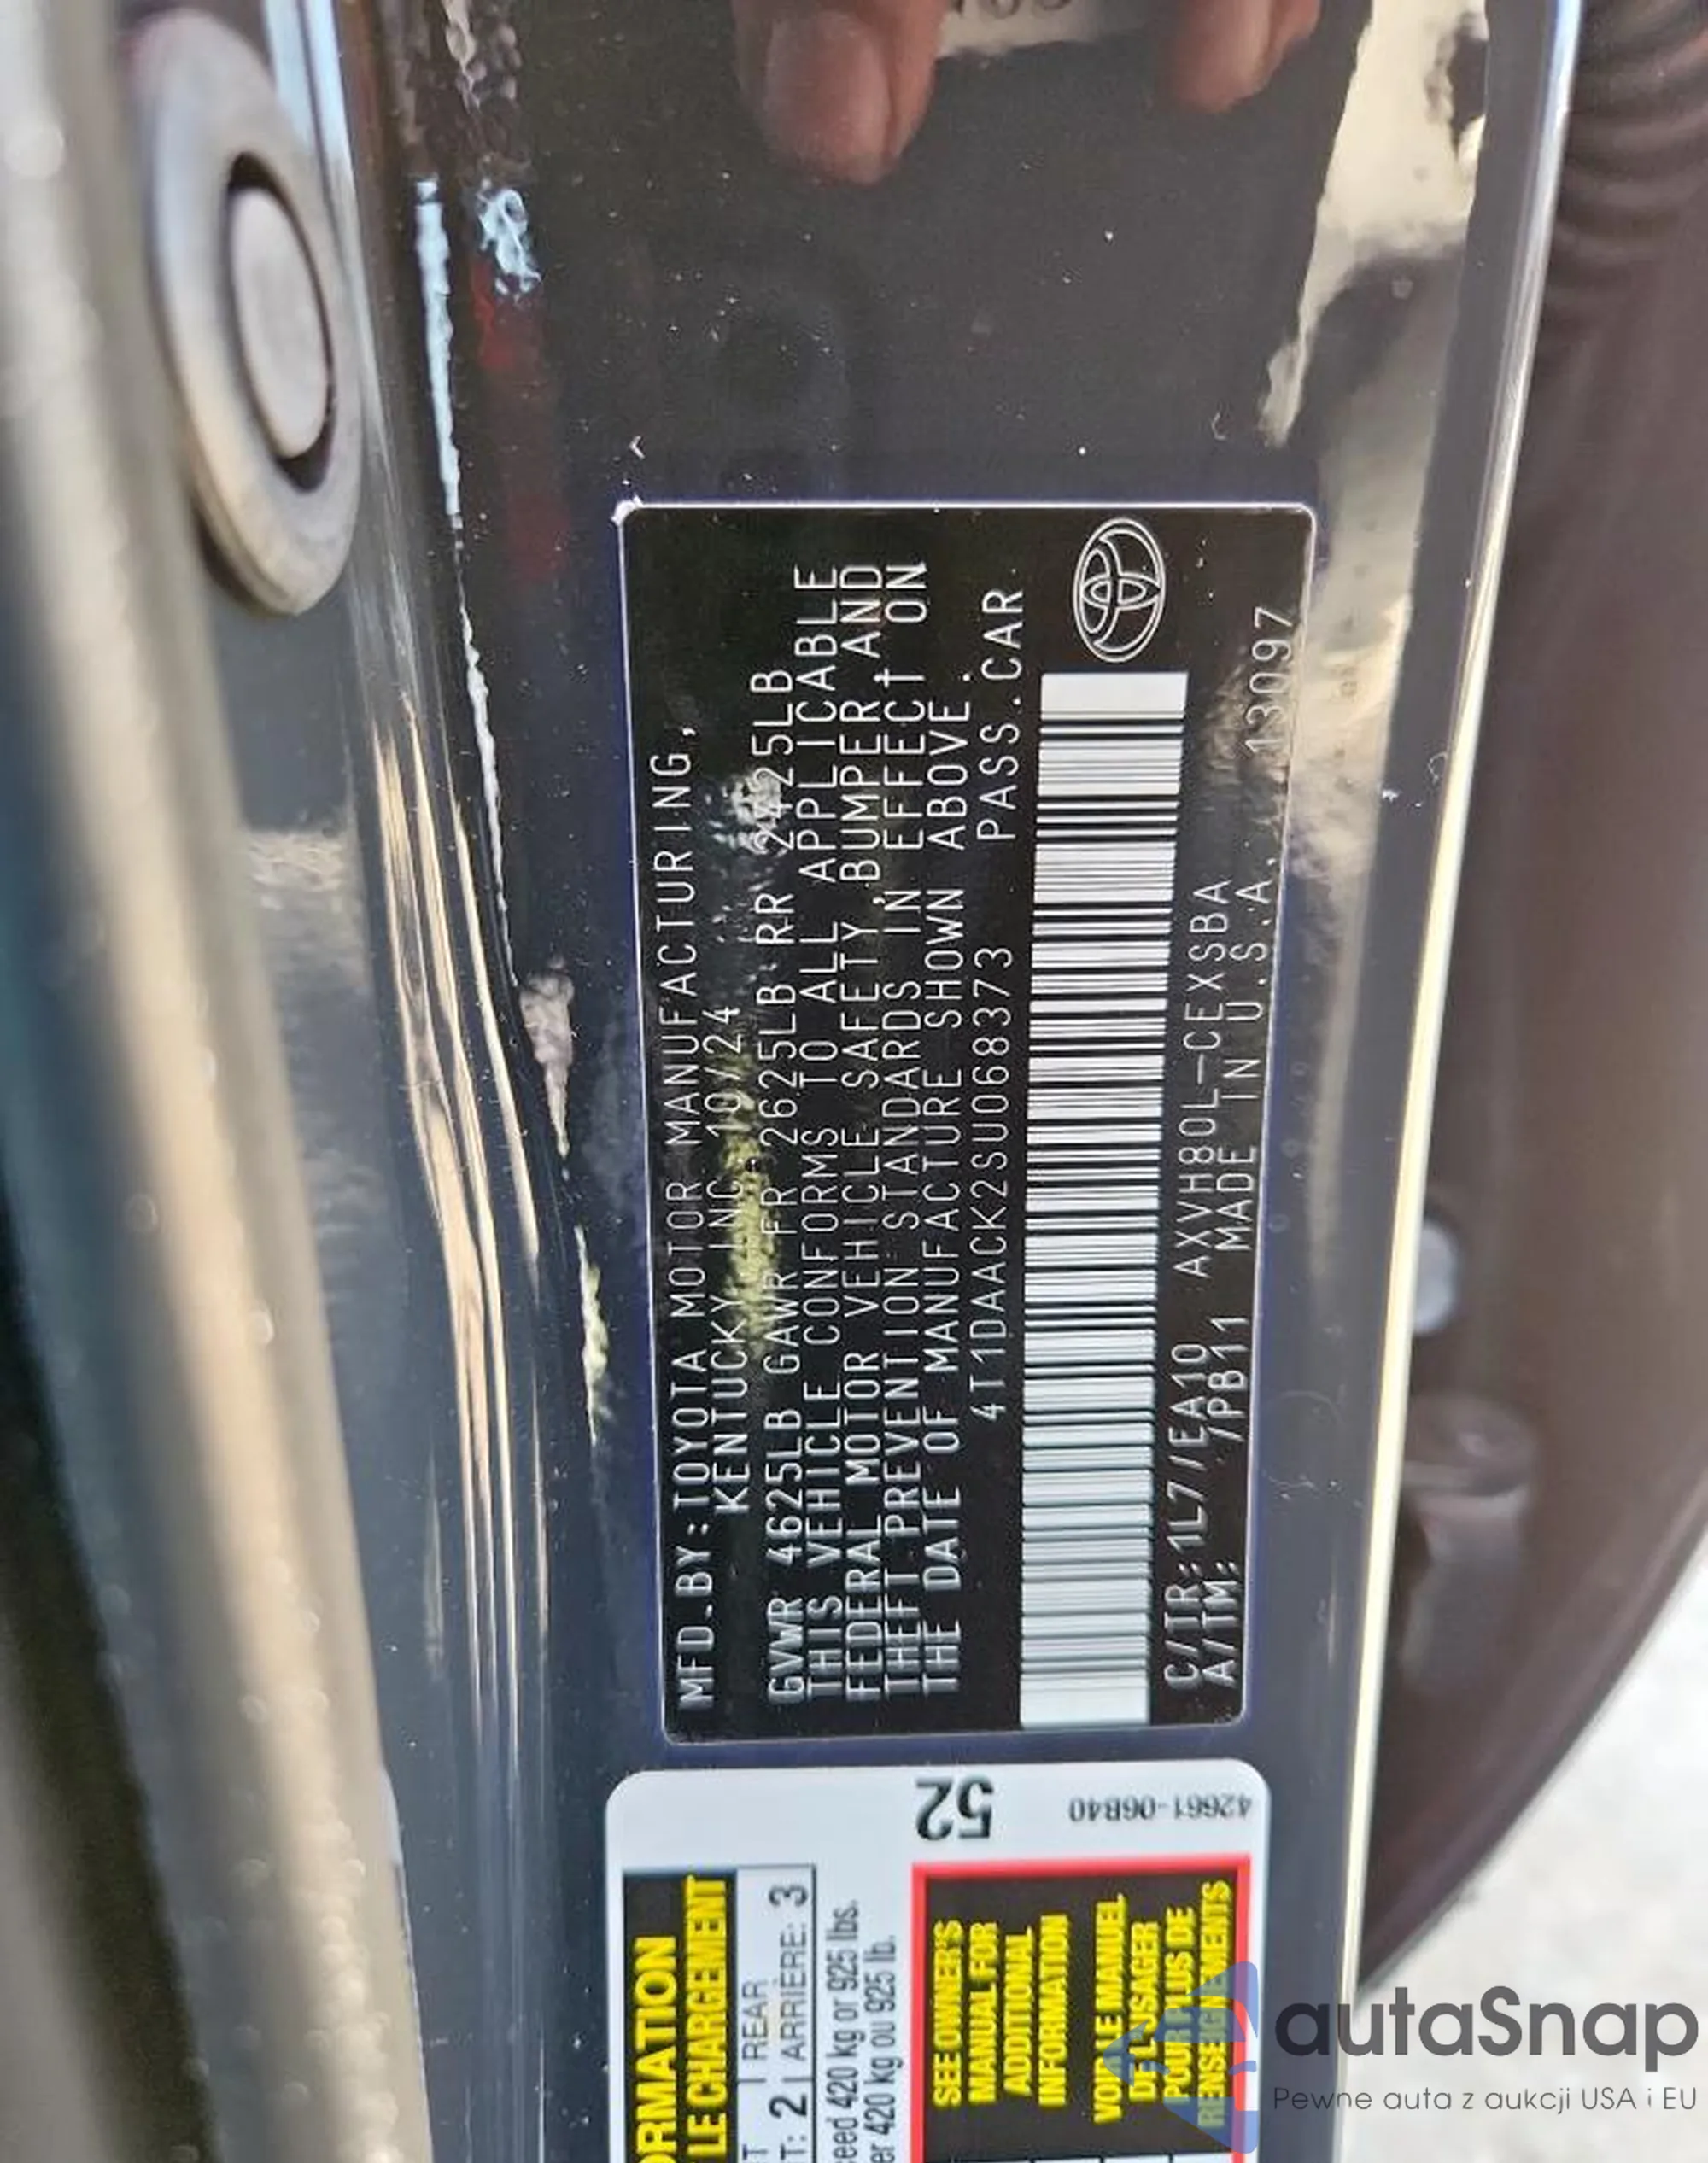 MFD.BY:TOYOTA MOTOR MANUFACTURING,
KENTUCKY INC. 10/24
GVWR 4625LB GAWR FR 2625LB RR 2425LB
THIS VEHICLE CONFORMS TO ALL APPLICABLE
FEDERAL MOTOR VEHICLE SAFETY,BUMPER,AND
THEFT PREVENTION STANDARDS IN EFFECT ON
THE DATE OF MANUFACTURE SHOWN ABOVE.
4T1DAACK2SU068373 PASS.CAR
C/TR:1L7/EA10 AXVH80L-CEXSBA
A/TM: /PB11 MADE IN U.S.A. 13097
52
42661-06B40
ORMATION
LE CHARGEMENT
REAR
2 ARRIÈRE: 3
420 kg or 925 lbs.
420 kg ou 925 lb.
SEE OWNER'S
MANUAL FOR
ADDITIONAL
INFORMATION
VOIR LE MANUEL
DE L'USAGER
POUR PLUS DE
RENSEIGNEMENTS
autaSnap
Pewne auta z aukcji USA i EU